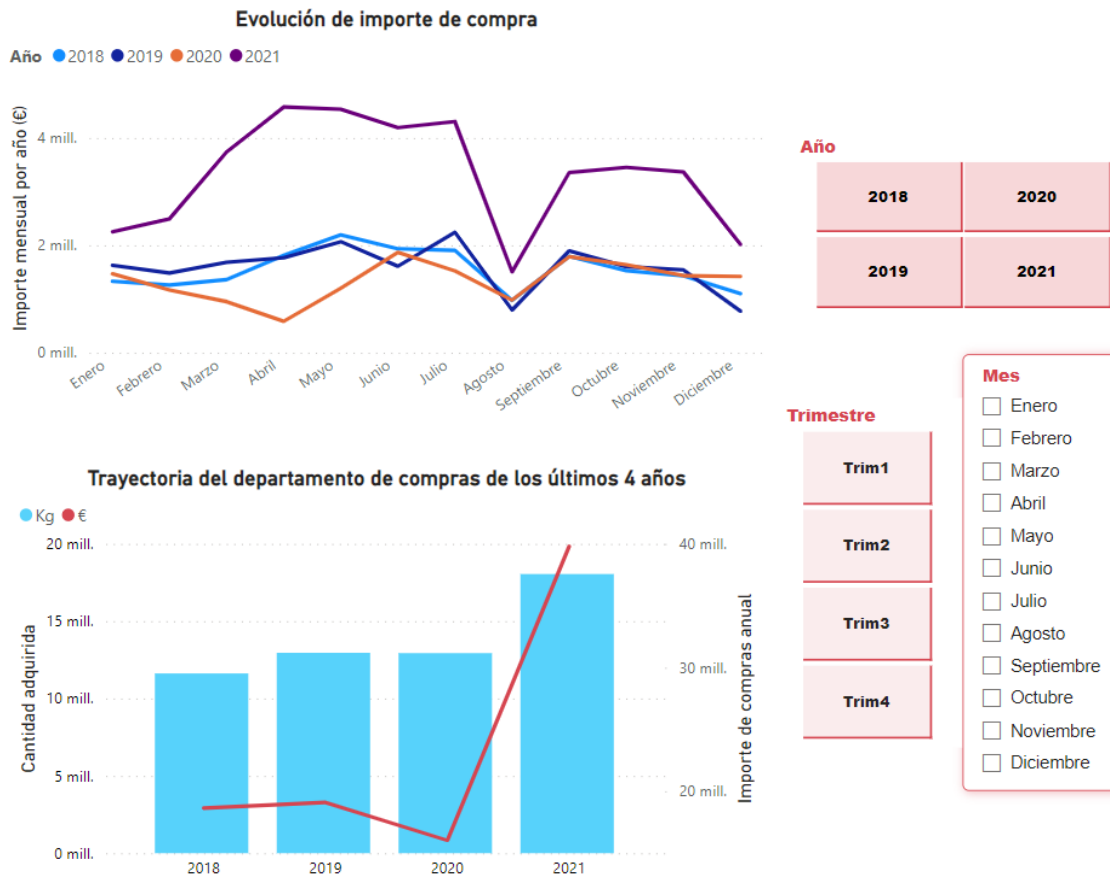 Evolución de importe de compra
Año 2018 2019 2020 2021
Importe mensual por año (€)
4 mill.
2 mill.
0 mill.
Enero
Febrero
Marzo
Abril
Mayo
Junio
Julio
Agosto
Septiembre
Octubre
Noviembre
Diciembre
Año
2018 2020
2019 2021
Trimestre
Trim1
Trim2
Trim3
Trim4
Mes
Enero
Febrero
Marzo
Abril
Mayo
Junio
Julio
Agosto
Septiembre
Octubre
Noviembre
Diciembre
Trayectoria del departamento de compras de los últimos 4 años
Kg €
Cantidad adquirida
20 mill.
15 mill.
10 mill.
5 mill.
0 mill.
40 mill.
30 mill.
20 mill.
Importe de compras anual
2018 2019 2020 2021